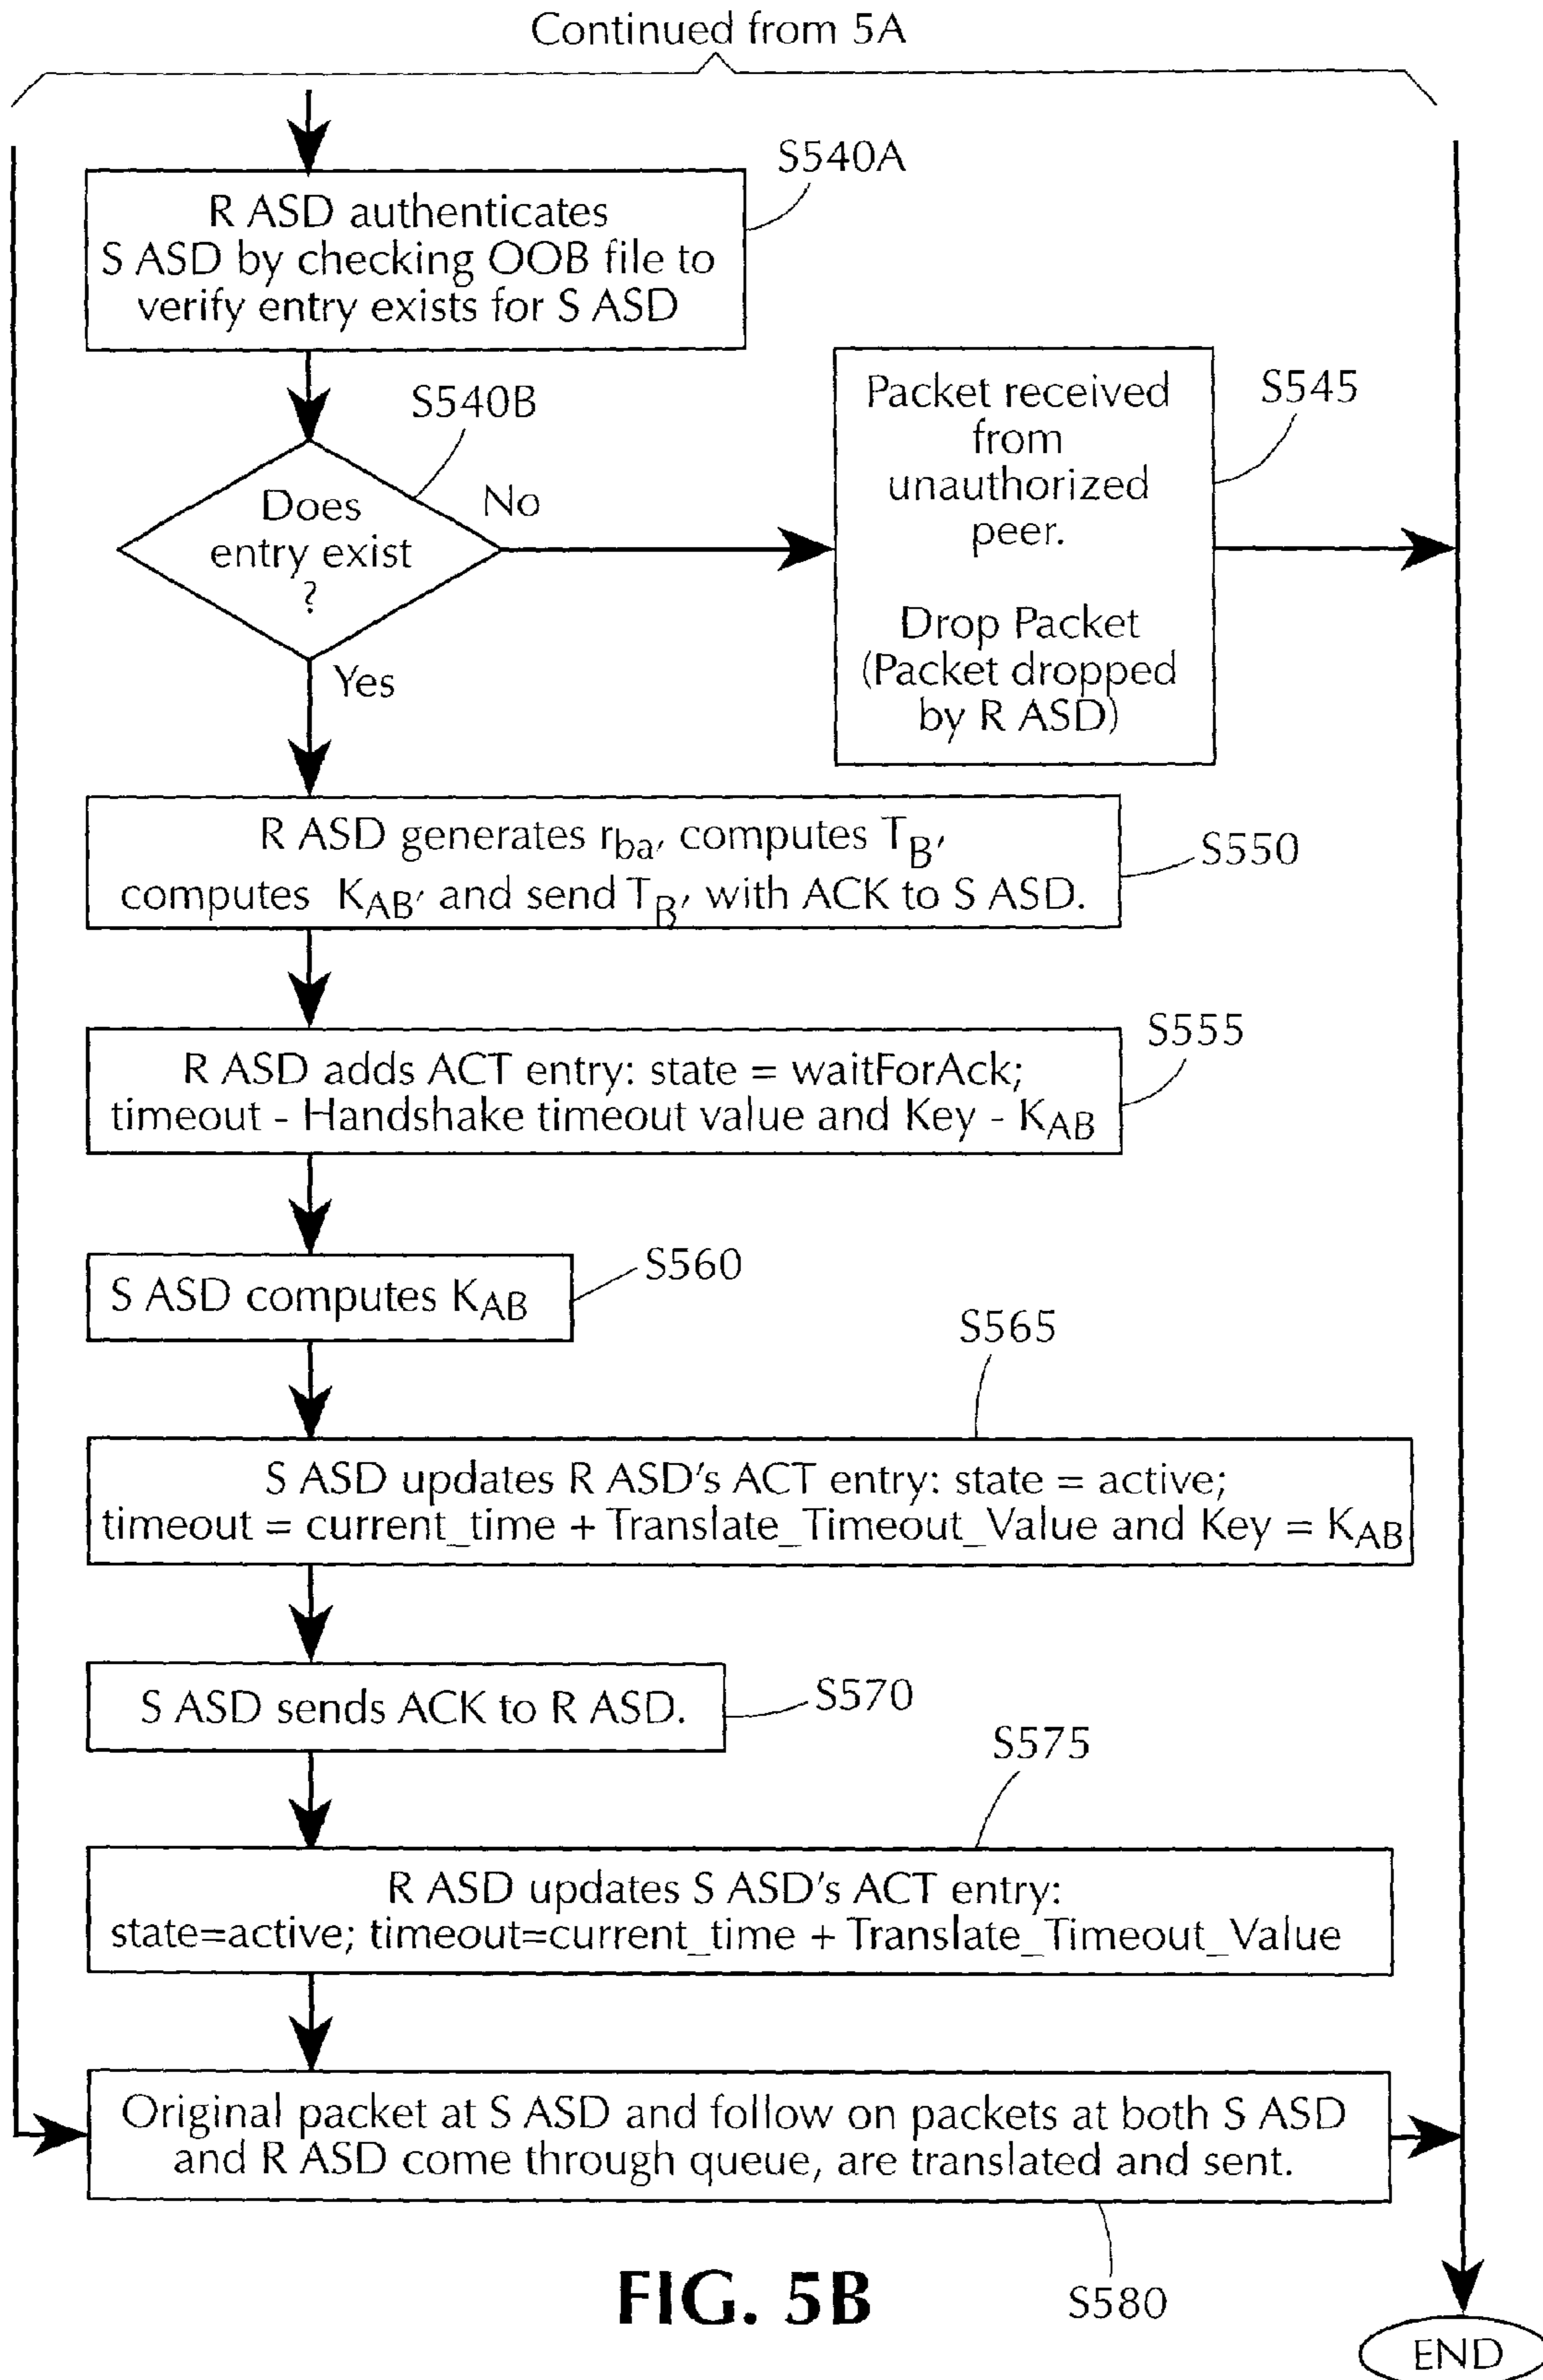 Continued from 5A
S540A
R ASD authenticates
S ASD by checking OOB file to
verify entry exists for S ASD
S540B
Does
entry exist
?
No
Yes
Packet received
from
unauthorized
peer.
Drop Packet
(Packet dropped
by R ASD)
S545
R ASD generates rba, computes TB,
computes KAB, and send TB, with ACK to S ASD.
S550
R ASD adds ACT entry: state = waitForAck;
timeout - Handshake timeout value and Key - KAB
S555
S ASD computes KAB
S560
S565
S ASD updates R ASD's ACT entry: state = active;
timeout = current_time + Translate_Timeout_Value and Key = KAB
S ASD sends ACK to R ASD.
S570
S575
R ASD updates S ASD's ACT entry:
state=active; timeout=current_time + Translate_Timeout_Value
Original packet at S ASD and follow on packets at both S ASD
and R ASD come through queue, are translated and sent.
S580
FIG. 5B
END